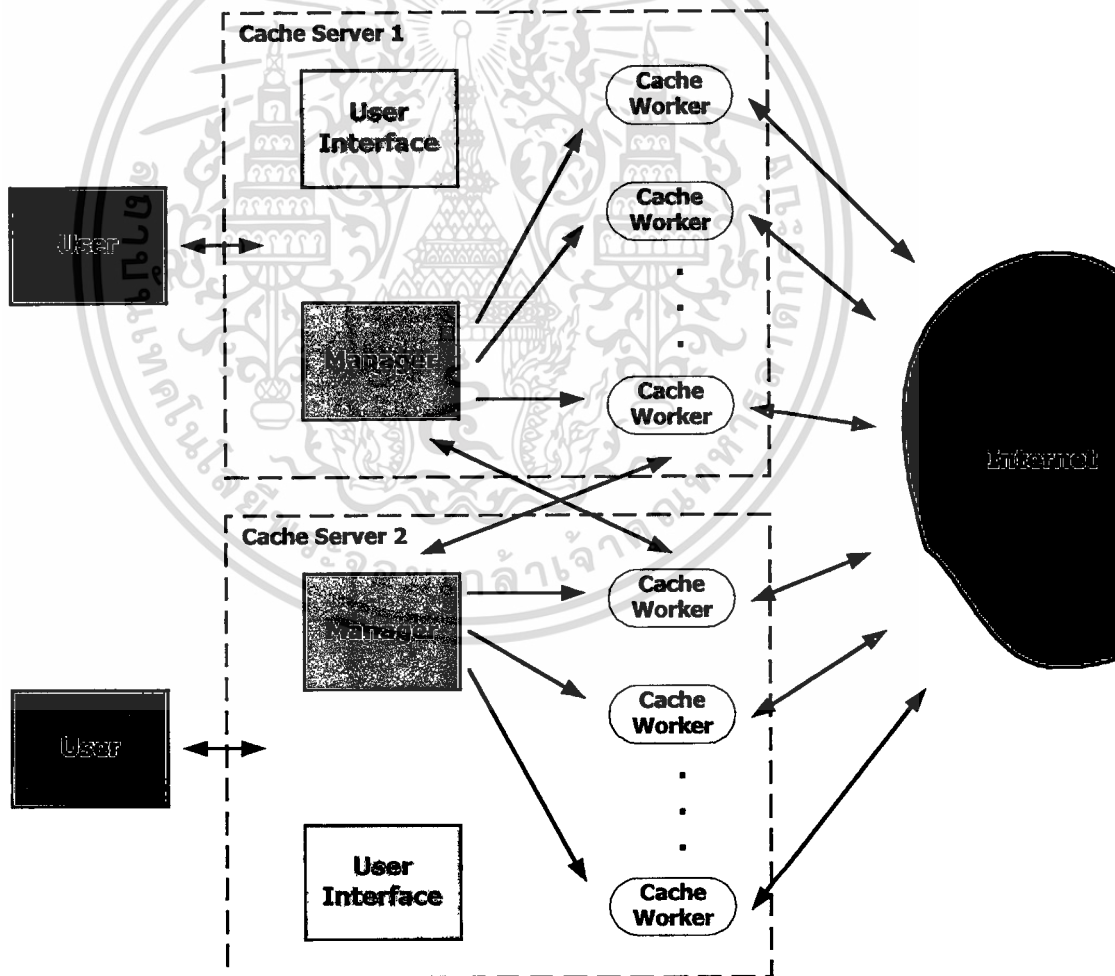 Cache Server 1
User
Interface
Cache
Worker
Cache
Worker
User
Manager
Cache
Worker
Internet
Cache Server 2
Manager
Cache
Worker
Cache
Worker
User
User
Interface
Cache
Worker